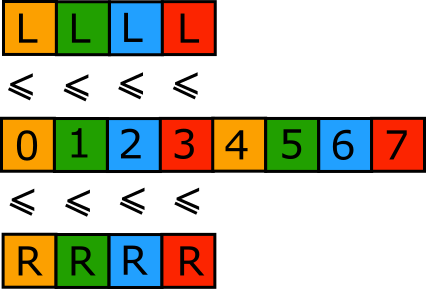 L L L L
⩽ ⩽ ⩽ ⩽
0 1 2 3 4 5 6 7
⩽ ⩽ ⩽ ⩽
R R R R